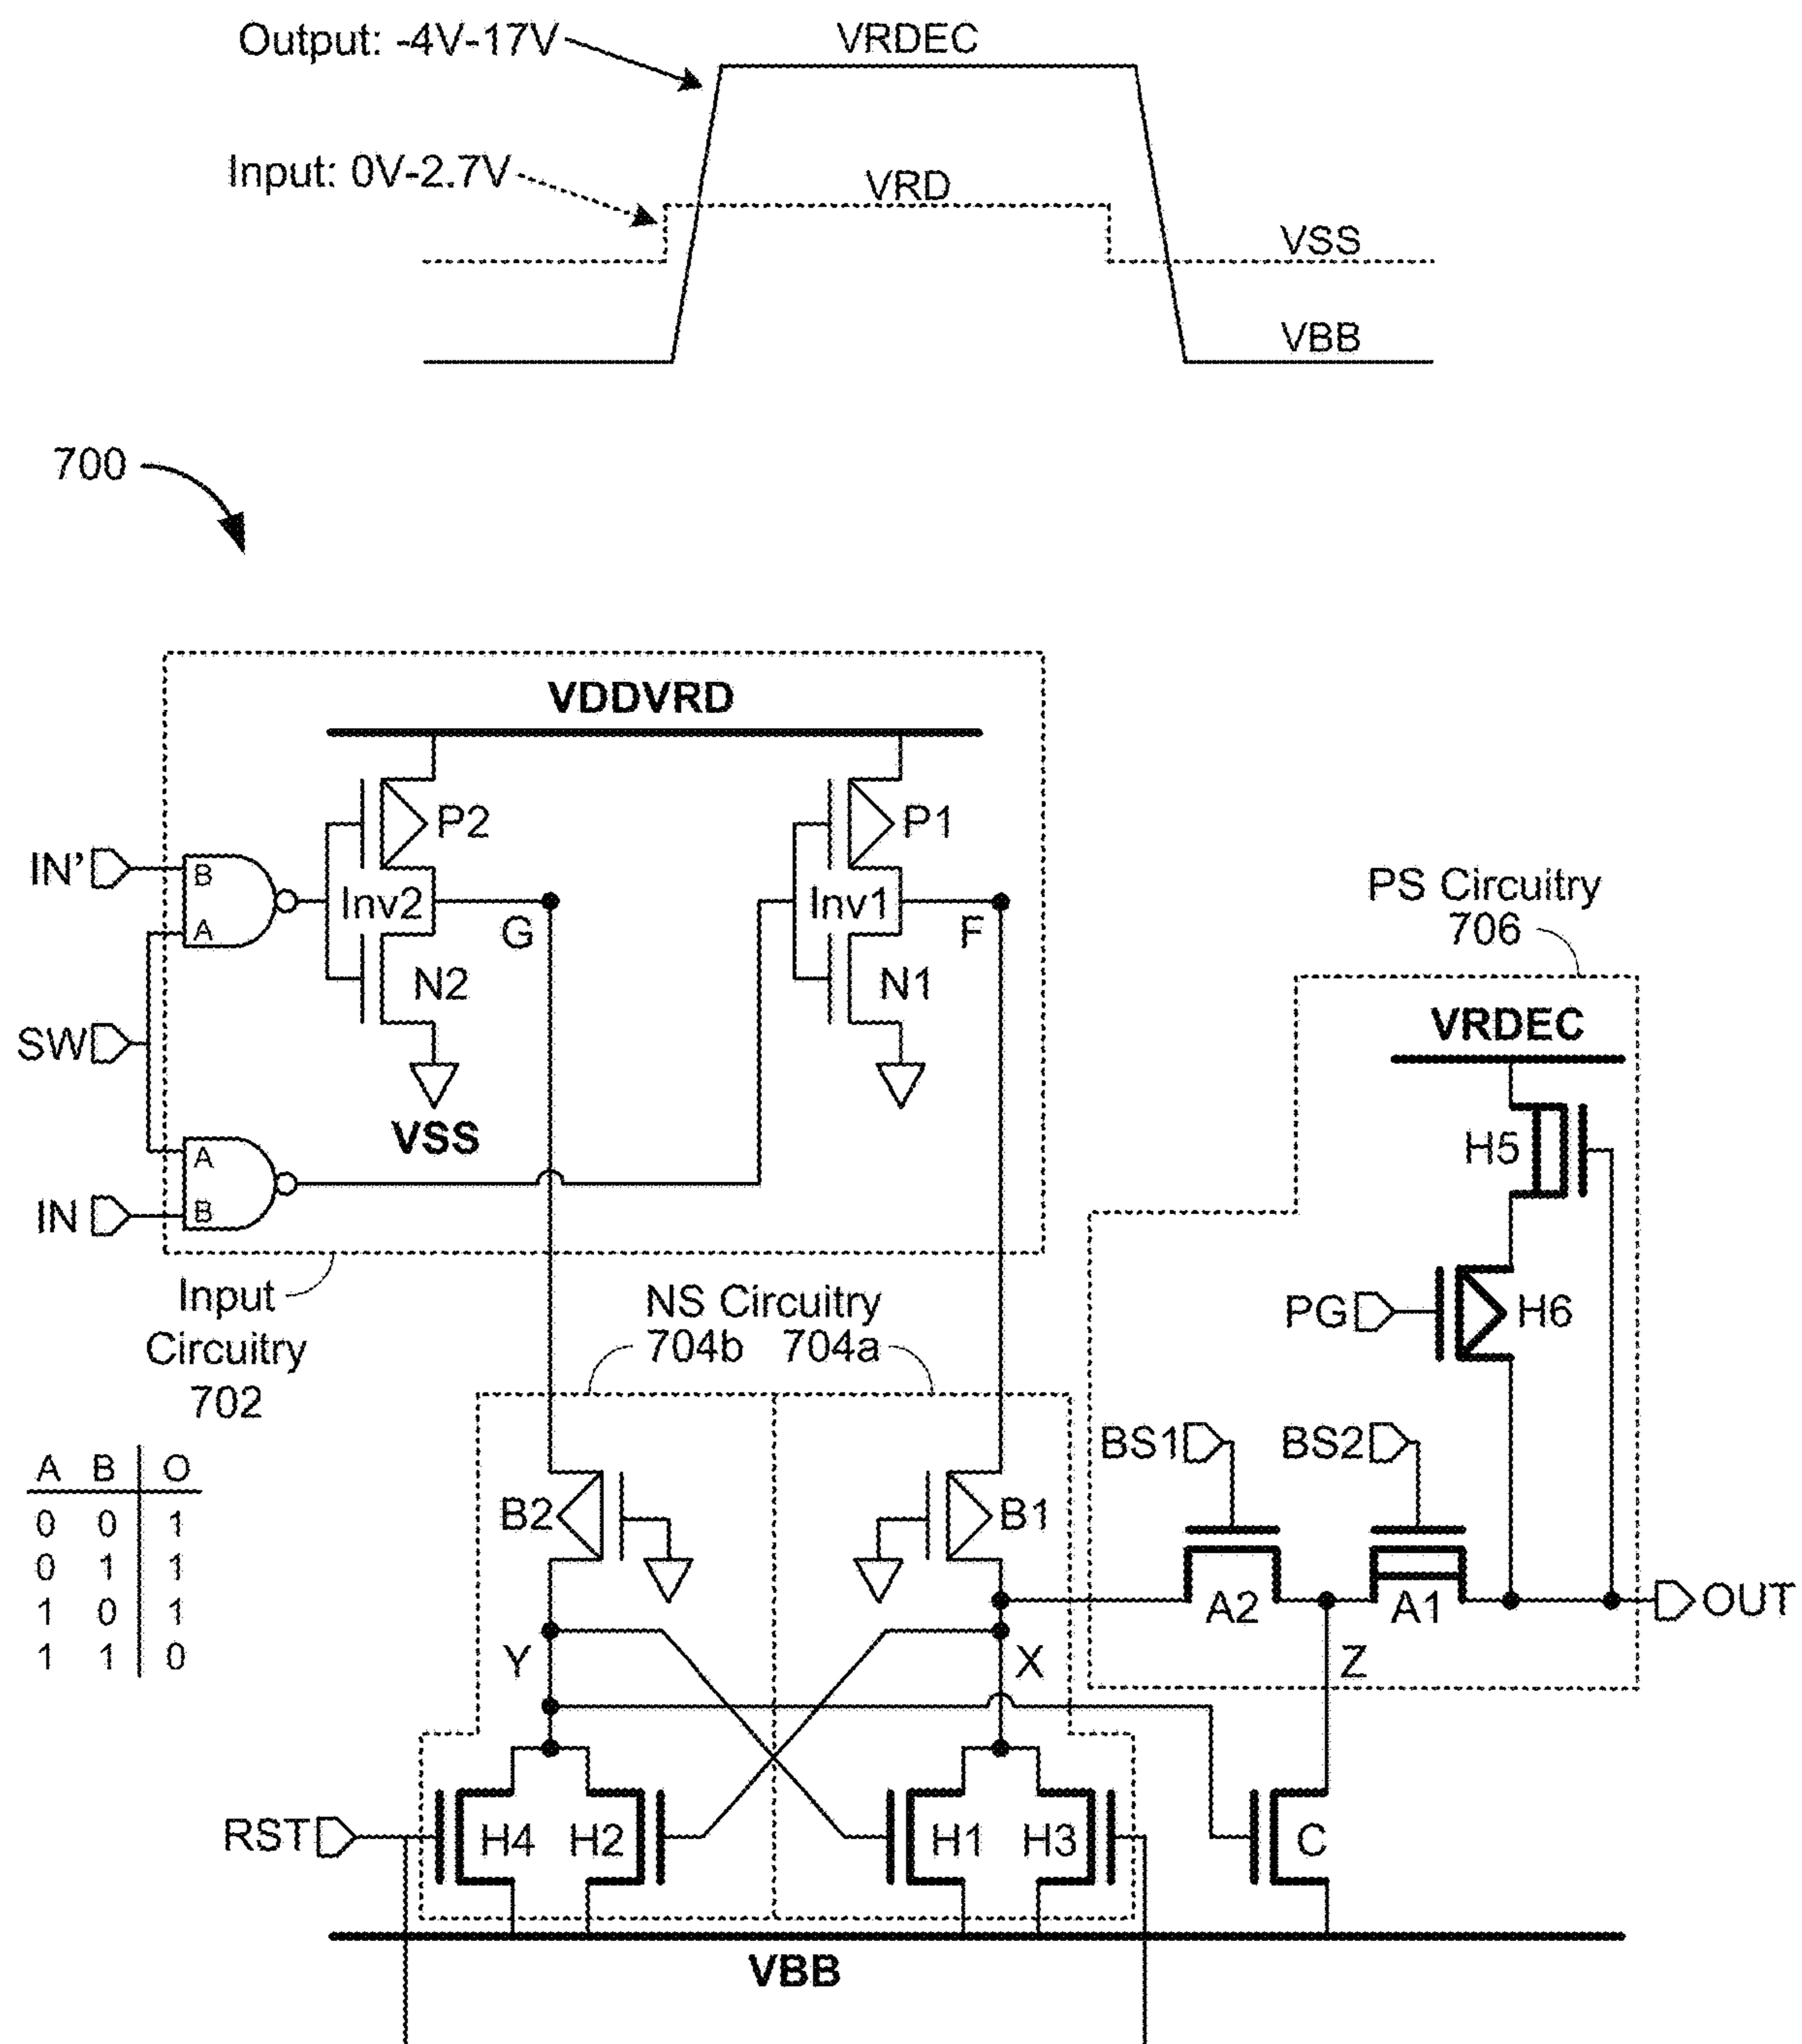 Output: -4V-17V
VRDEC
Input: 0V-2.7V
VRD
VSS
VBB
700
VDDVRD
P2
P1
IN'
B
A
Inv2
G
Inv1
F
N2
N1
SW
VSS
A
B
IN
Input
Circuitry
702
PS Circuitry
706
VRDEC
H5
PG
H6
NS Circuitry
704b 704a
BS1
BS2
B2
B1
A2
A1
OUT
A B O
0 0 1
0 1 1
1 0 1
1 1 0
Y
X
Z
RST
H4
H2
H1
H3
C
VBB